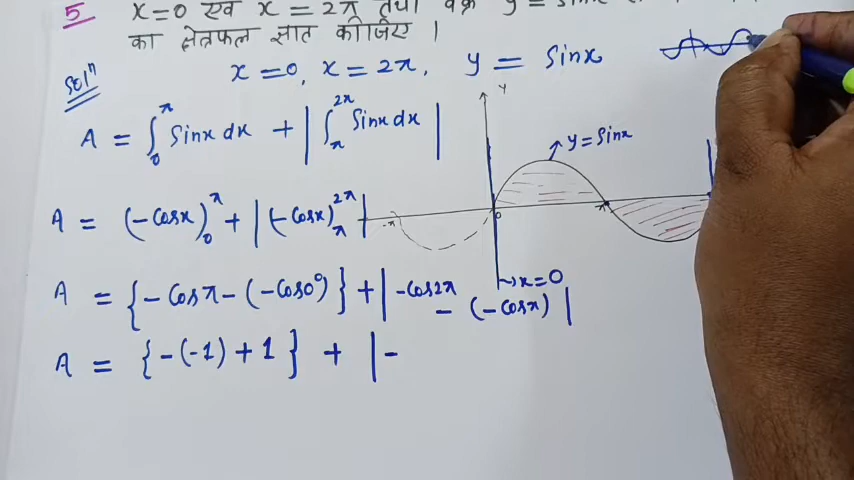 5. x=0 एवं x = 2π तथा वक्र y =
का क्षेत्रफल ज्ञात कीजिए ।
Solⁿ x=0, x = 2π, y = Sinx
A = ∫₀^π Sinx dx + |∫_π^2π Sinx dx|
Y
y = Sinx
A = (-Cosx)₀^π + |(-Cosx)_π^2π|
-π 0 π
x=0
A = {-Cosπ-(-Cos0°)} + |-Cos2π
- (-Cosπ)|
A = {-(-1)+1} + |-